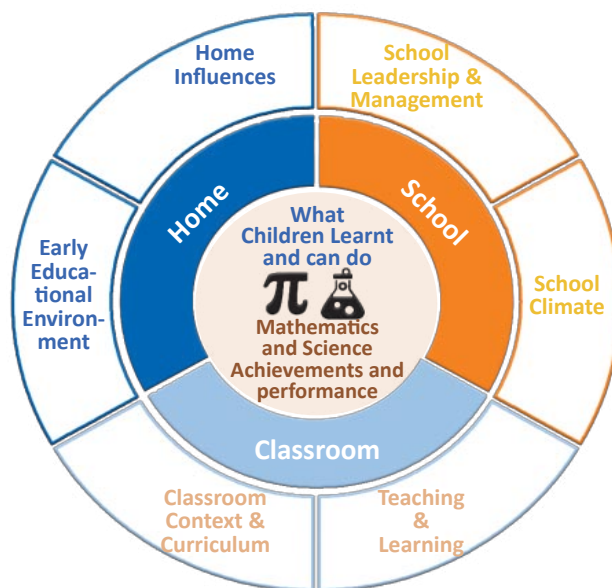 Home
Influences
School
Leadership &
Management
Home
School
What
Children Learnt
and can do
Early
Educa-
tional
Environ-
ment
School
Climate
π
Mathematics
and Science
Achievements and
performance
Classroom
Classroom
Context &
Curriculum
Teaching
&
Learning